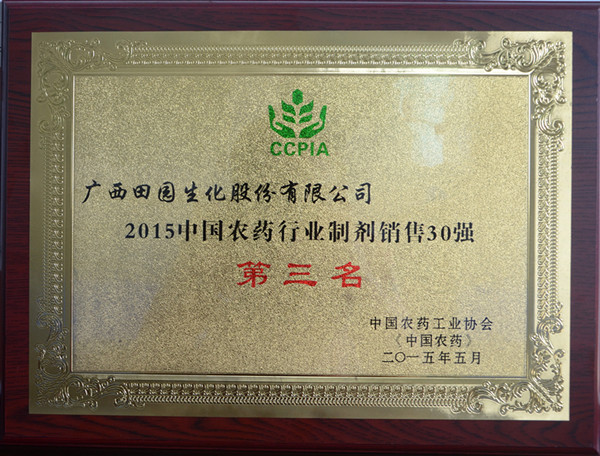 CCPIA
广西田园生化股份有限公司
2015中国农药行业制剂销售30强
第三名
中国农药工业协会
《中国农药》
二〇一五年五月